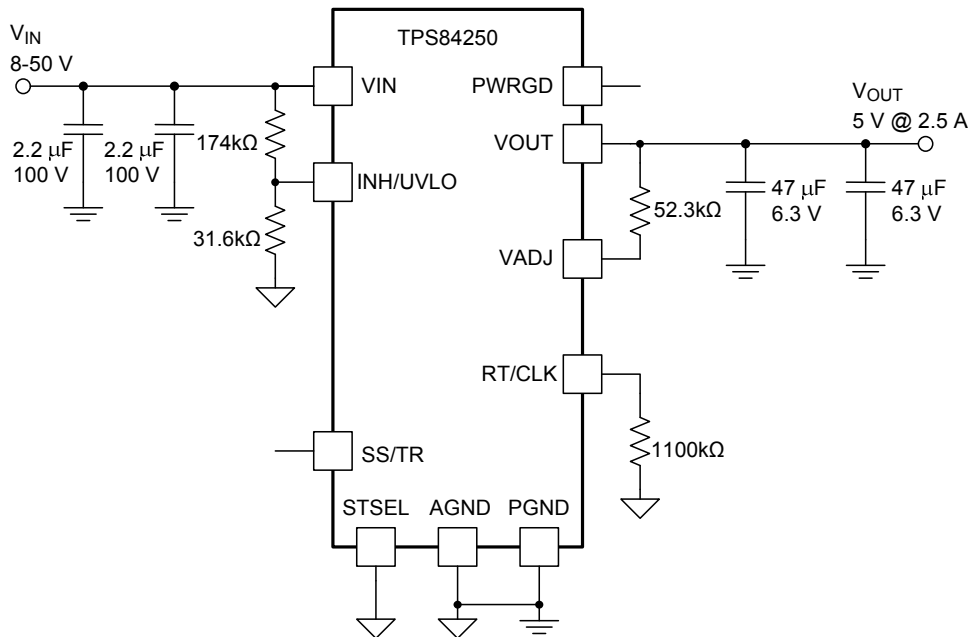 TPS84250
VIN
8-50 V
VIN
PWRGD
VOUT
5 V @ 2.5 A
VOUT
2.2 μF
100 V
2.2 μF
100 V
174kΩ
INH/UVLO
52.3kΩ
47 μF
6.3 V
47 μF
6.3 V
31.6kΩ
VADJ
RT/CLK
1100kΩ
SS/TR
STSEL AGND PGND